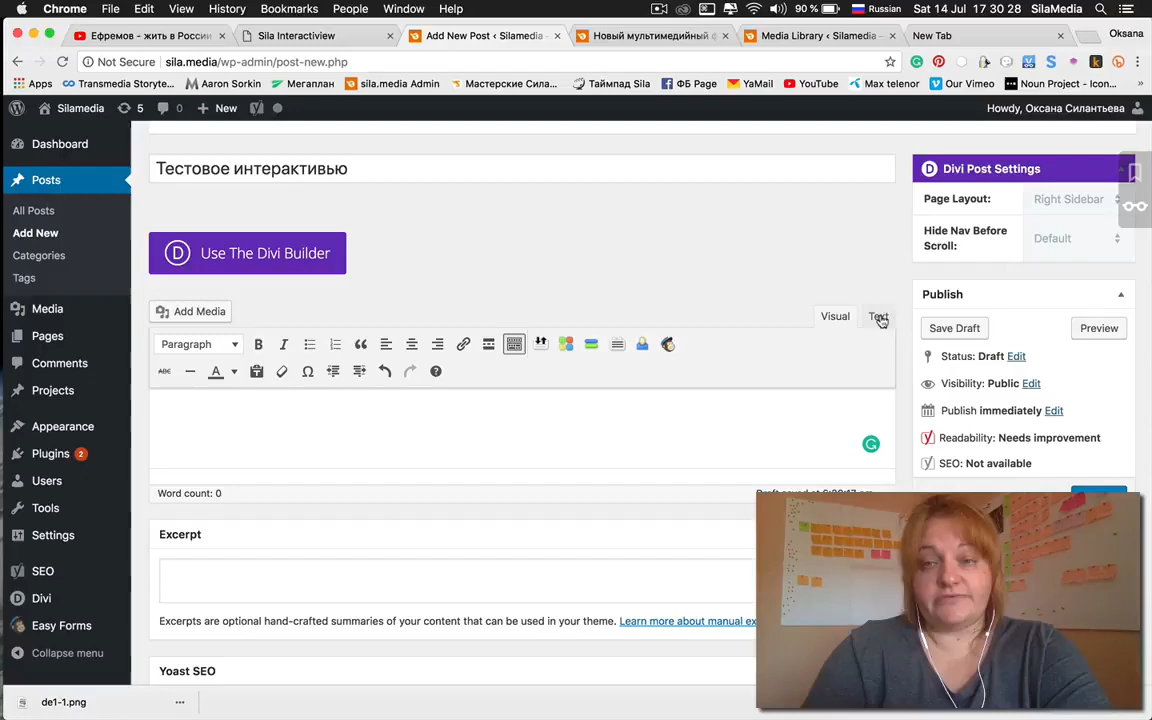 Chrome File Edit View History Bookmarks People Window Help 90 % Russian Sat 14 Jul 17 30 28 SilaMedia
Ефремов - жить в России Sila Interactiview Add New Post ‹ Silamedia – Новый мультимедийный ф Media Library ‹ Silamedia – New Tab Oksana
Not Secure sila.media/wp-admin/post-new.php
Apps Transmedia Storyte... Aaron Sorkin Мегаплан sila.media Admin Мастерские Сила... Таймпад Sila ФБ Page YaMail YouTube Max telenor Our Vimeo Noun Project - Icon... »
Silamedia 5 0 New Howdy, Оксана Силантьева
Dashboard
Posts
All Posts
Add New
Categories
Tags
Media
Pages
Comments
Projects
Appearance
Plugins 2
Users
Tools
Settings
SEO
Divi
Easy Forms
Collapse menu
Тестовое интерактивью
D Use The Divi Builder
Add Media Visual Text
Paragraph B I
ABC A
Word count: 0
Excerpt
Excerpts are optional hand-crafted summaries of your content that can be used in your theme. Learn more about manual ex
Yoast SEO
D Divi Post Settings
Page Layout: Right Sidebar
Hide Nav Before
Scroll: Default
Publish
Save Draft Preview
Status: Draft Edit
Visibility: Public Edit
Publish immediately Edit
Readability: Needs improvement
SEO: Not available
de1-1.png